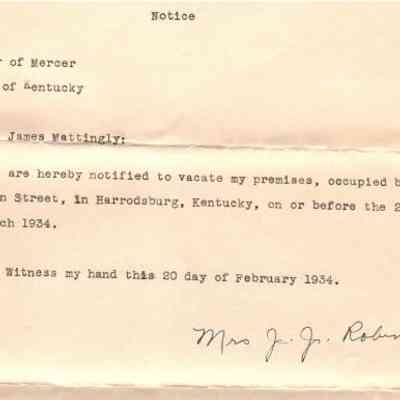 Notice
of Mercer
of Kentucky
James Mattingly:
are hereby notified to vacate my premises, occupied b
n Street, in Harrodsburg, Kentucky, on or before the 2
ch 1934.
Witness my hand this 20 day of February 1934.
Mrs J. J. Robin